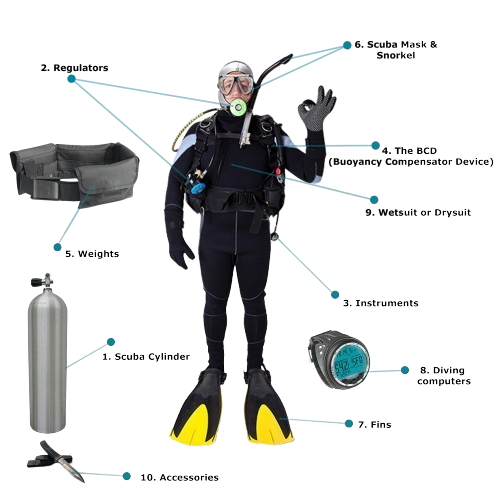 6. Scuba Mask &
Snorkel
2. Regulators
4. The BCD
(Buoyancy Compensator Device)
9. Wetsuit or Drysuit
5. Weights
3. Instruments
1. Scuba Cylinder
8. Diving
computers
7. Fins
10. Accessories